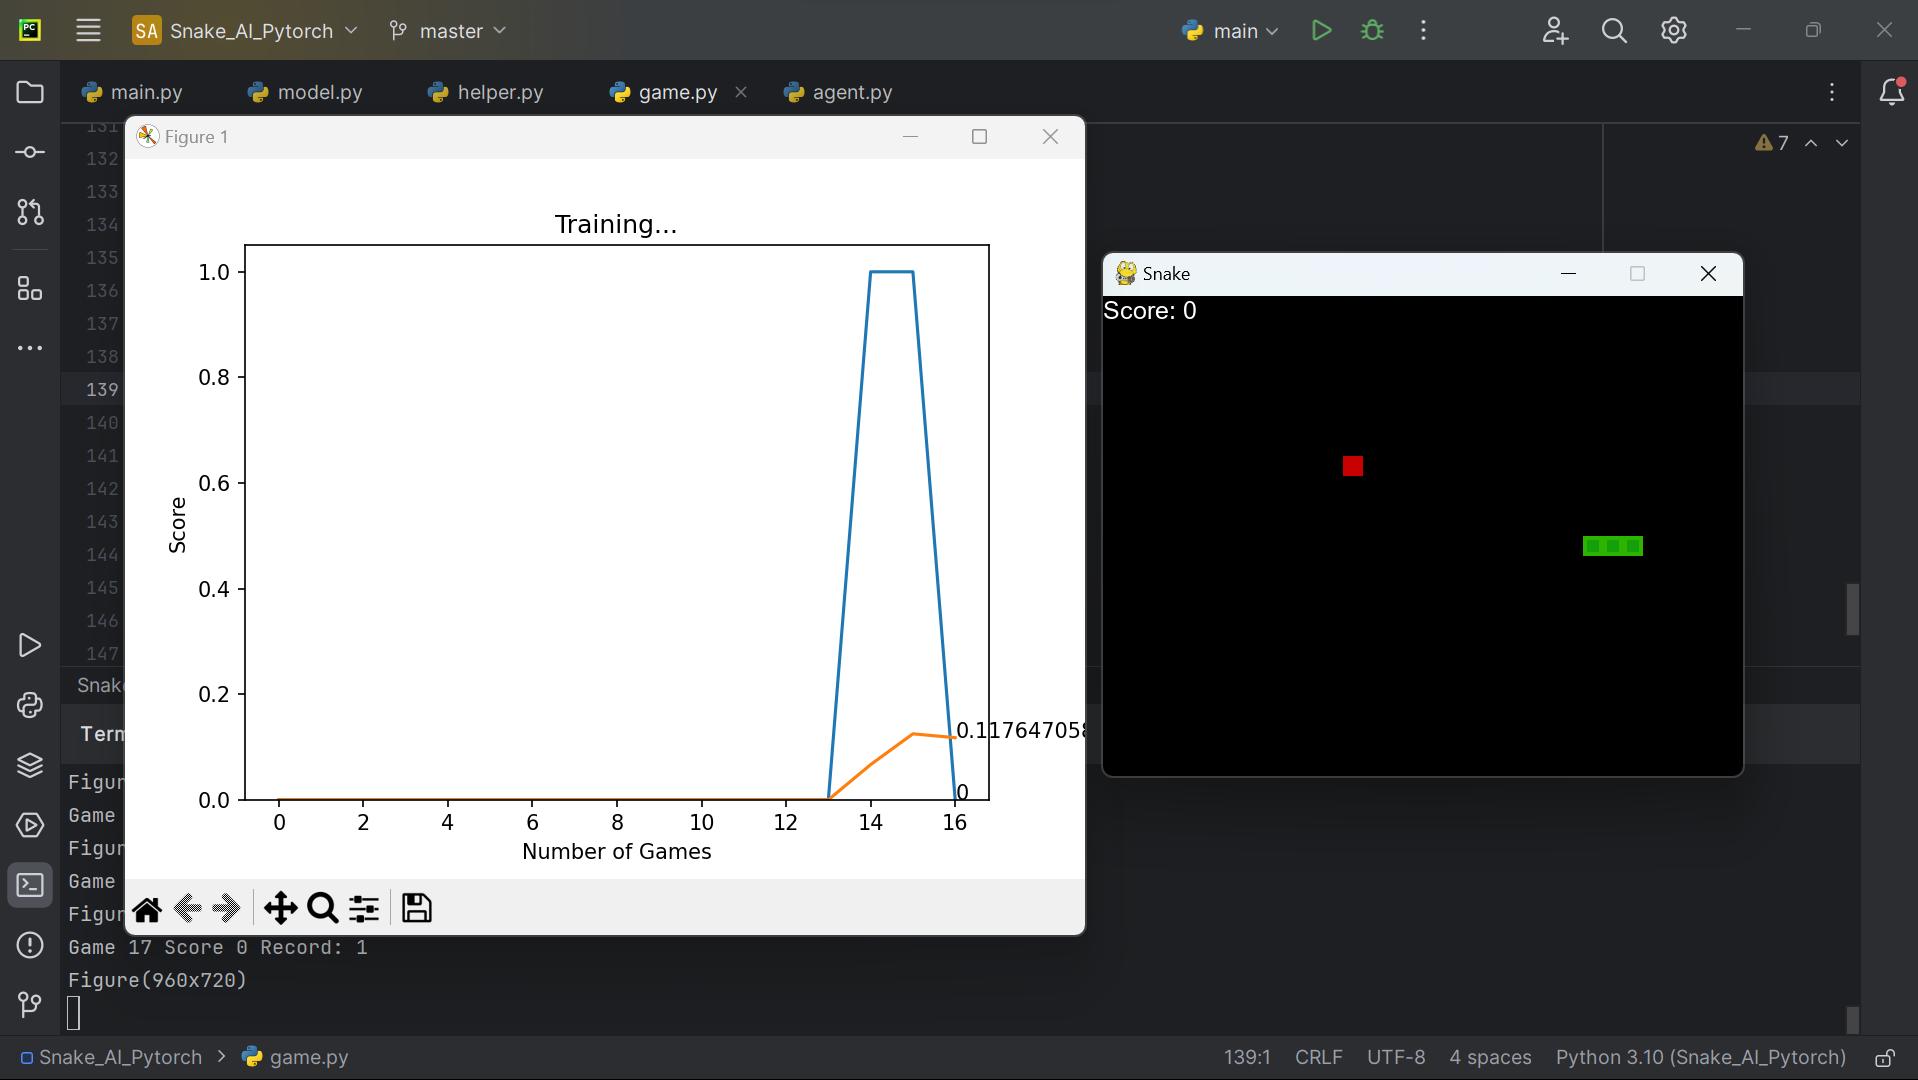 PC
SA Snake_AI_Pytorch
master
main
main.py
model.py
helper.py
game.py
agent.py
131
132
133
134
135
136
137
138
139
140
141
142
143
144
145
146
147
7
Figure 1
Training...
1.0
0.8
0.6
0.4
0.2
0.0
Score
0.117647058
0
0 2 4 6 8 10 12 14 16
Number of Games
Snake
Score: 0
Snak
Term
Figur
Game
Figur
Game
Figur
Game 17 Score 0 Record: 1
Figure(960x720)
Snake_AI_Pytorch > game.py
139:1 CRLF UTF-8 4 spaces Python 3.10 (Snake_AI_Pytorch)